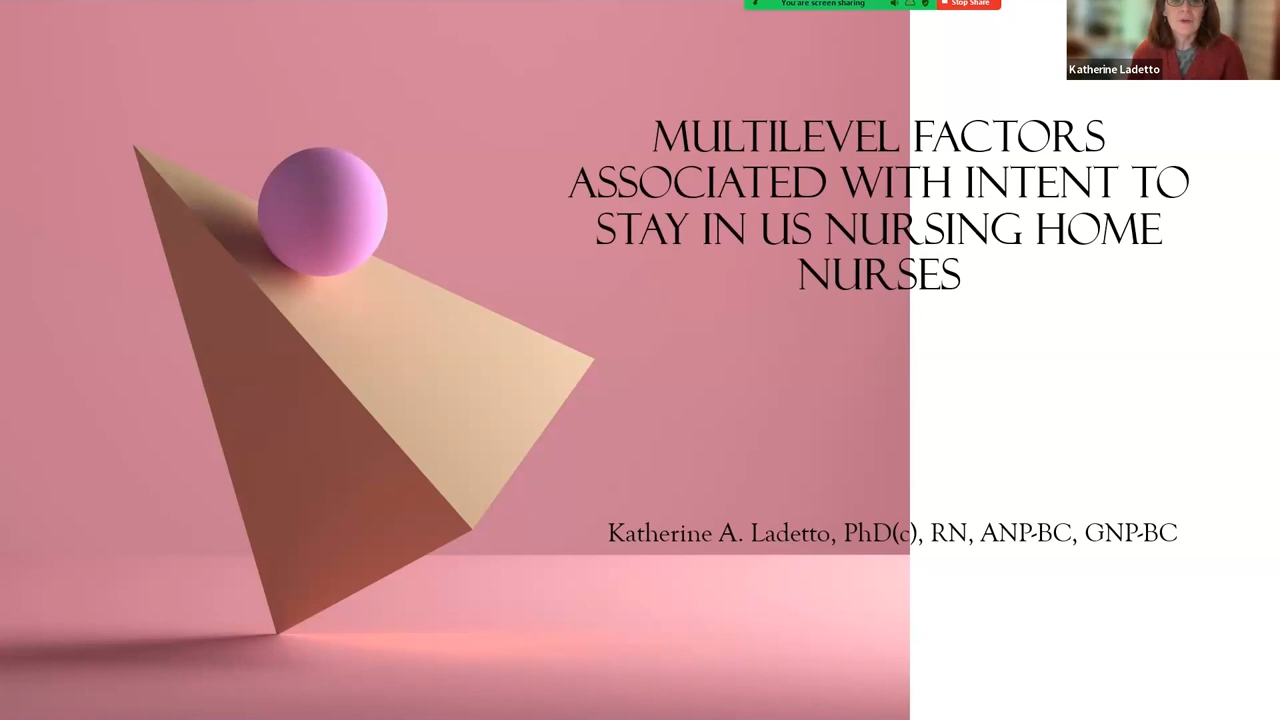 You are screen sharing
Stop Share
Katherine Ladetto
MULTILEVEL FACTORS
ASSOCIATED WITH INTENT TO
STAY IN US NURSING HOME
NURSES
Katherine A. Ladetto, PhD(c), RN, ANP-BC, GNP-BC